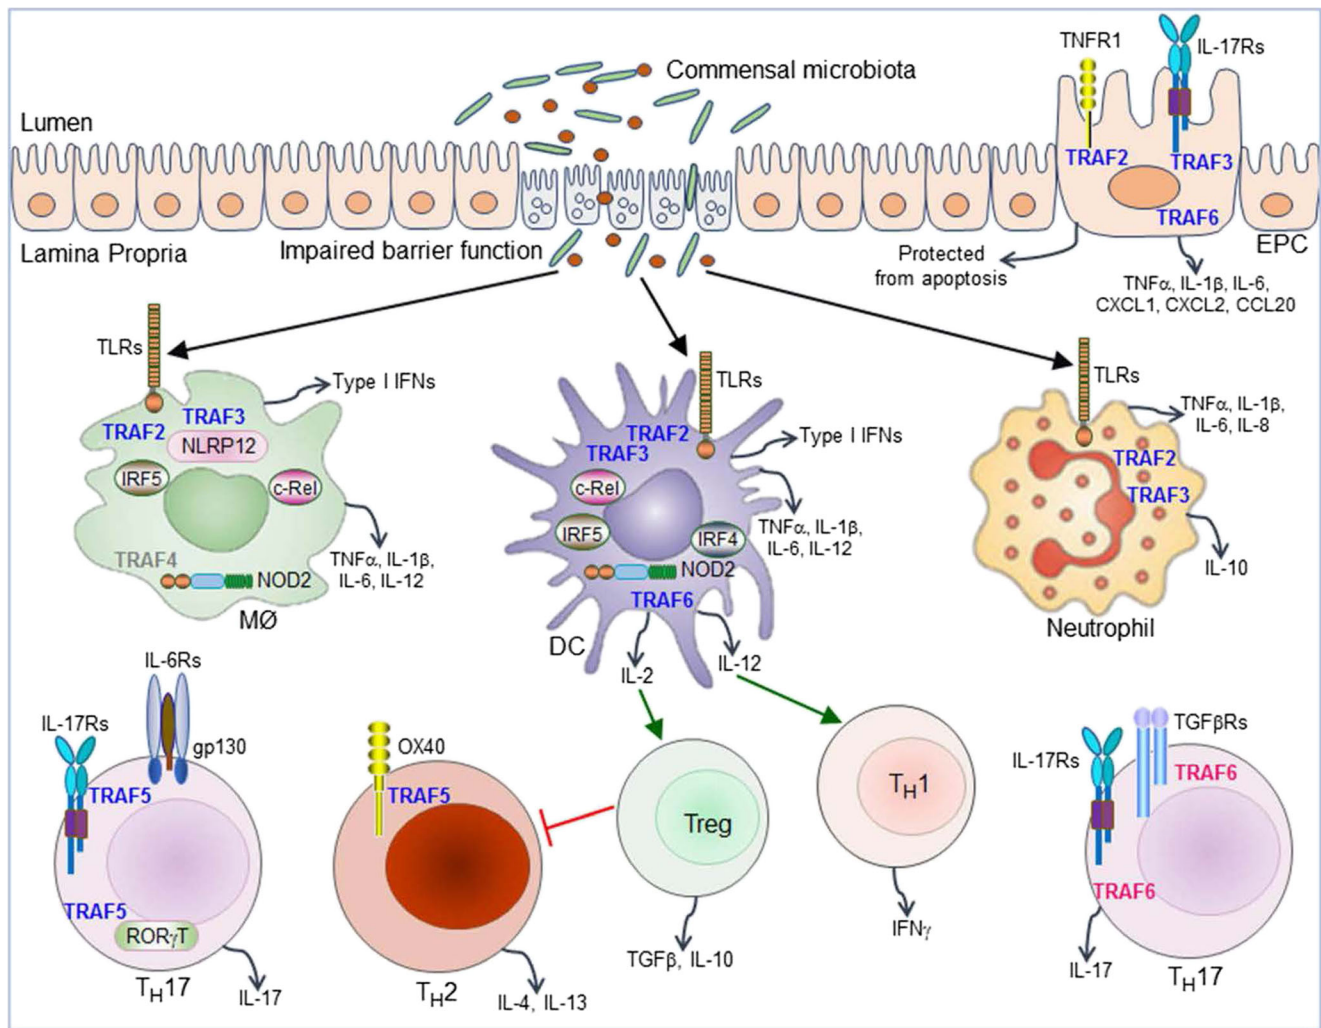 TNFR1
IL-17Rs
Commensal microbiota
Lumen
TRAF2
TRAF3
TRAF6
Lamina Propria
Impaired barrier function
Protected
from apoptosis
EPC
TNFα, IL-1β, IL-6,
CXCL1, CXCL2, CCL20
TLRs
Type I IFNs
TRAF3
TRAF2
NLRP12
IRF5
c-Rel
TRAF4
NOD2
TNFα, IL-1β,
IL-6, IL-12
MØ
TLRs
TRAF2
TRAF3
Type I IFNs
c-Rel
IRF5
IRF4
TNFα, IL-1β,
IL-6, IL-12
NOD2
TRAF6
DC
IL-2
IL-12
TLRs
TNFα, IL-1β,
IL-6, IL-8
TRAF2
TRAF3
IL-10
Neutrophil
IL-6Rs
IL-17Rs
gp130
TRAF5
TRAF5
RORγT
TH17
IL-17
OX40
TRAF5
TH2
IL-4, IL-13
Treg
TGFβ, IL-10
TH1
IFNγ
TGFβRs
IL-17Rs
TRAF6
TRAF6
IL-17
TH17